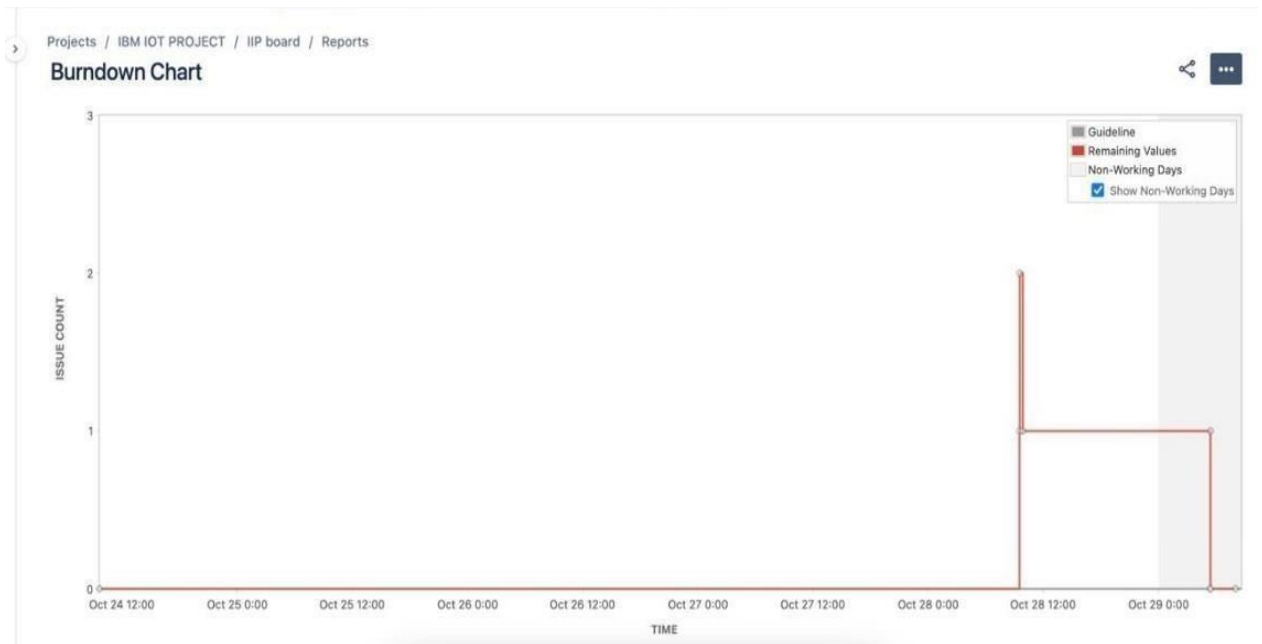 Projects / IBM IOT PROJECT / IIP board / Reports
Burndown Chart
Guideline
Remaining Values
Non-Working Days
Show Non-Working Days
ISSUE COUNT
3
2
1
0
Oct 24 12:00 Oct 25 0:00 Oct 25 12:00 Oct 26 0:00 Oct 26 12:00 Oct 27 0:00 Oct 27 12:00 Oct 28 0:00 Oct 28 12:00 Oct 29 0:00
TIME